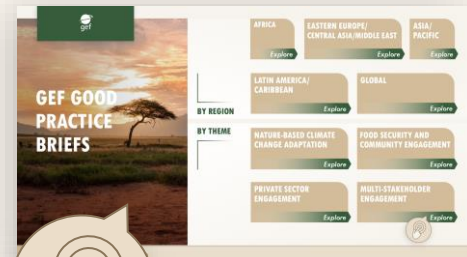 gef
GEF GOOD
PRACTICE
BRIEFS
BY REGION
BY THEME
AFRICA
Explore
EASTERN EUROPE/
CENTRAL ASIA/MIDDLE EAST
Explore
ASIA/
PACIFIC
Explore
LATIN AMERICA/
CARIBBEAN
Explore
GLOBAL
Explore
NATURE-BASED CLIMATE
CHANGE ADAPTATION
Explore
FOOD SECURITY AND
COMMUNITY ENGAGEMENT
Explore
PRIVATE SECTOR
ENGAGEMENT
Explore
MULTI-STAKEHOLDER
ENGAGEMENT
Explore